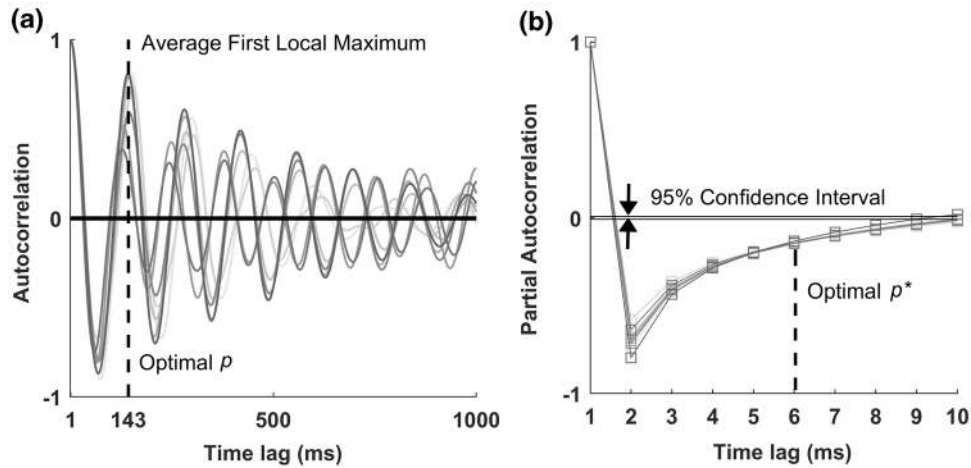 (a)
Average First Local Maximum
1
0
-1
Autocorrelation
Optimal p
1 143 500 1000
Time lag (ms)
(b)
1
0
-1
Partial Autocorrelation
95% Confidence Interval
Optimal p*
1 2 3 4 5 6 7 8 9 10
Time lag (ms)